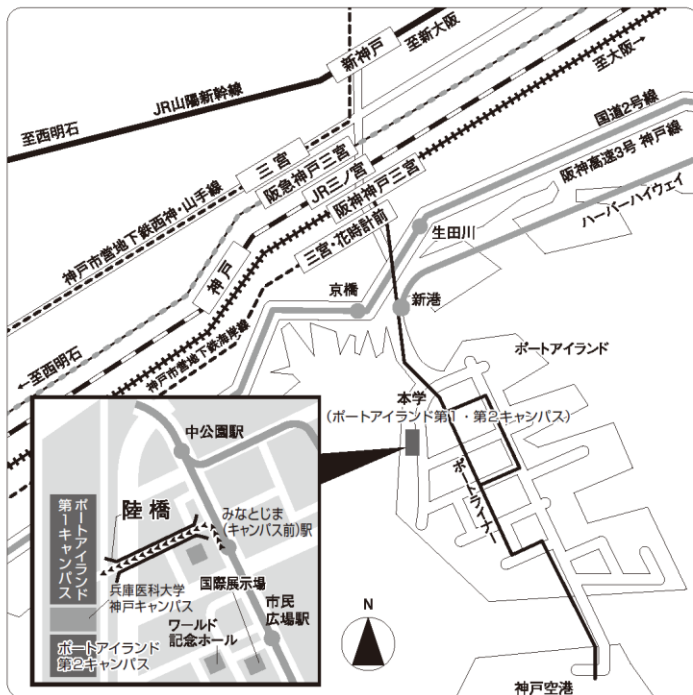 新神戸
至新大阪
JR山陽新幹線
至西明石
至大阪→
国道2号線
阪神高速3号 神戸線
ハーバーハイウェイ
三宮
阪急神戸三宮
JR三ノ宮
阪神神戸三宮
三宮・花時計前
神戸市営地下鉄西神・山手線
神戸
生田川
京橋
新港
←至西明石
神戸市営地下鉄海岸線
ポートアイランド
本学
(ポートアイランド第1・第2キャンパス)
ポートライナー
神戸空港
N
中公園駅
陸橋
みなとじま
(キャンパス前)駅
ポートアイランド
第1キャンパス
兵庫医科大学
神戸キャンパス
国際展示場
市民
広場駅
ワールド
記念ホール
ポートアイランド
第2キャンパス